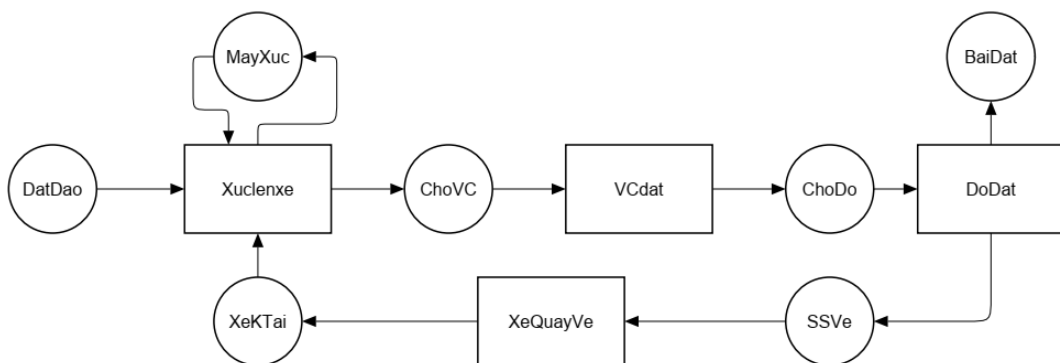 MayXuc
BaiDat
DatDao
Xuclenxe
ChoVC
VCdat
ChoDo
DoDat
XeKTai
XeQuayVe
SSVe